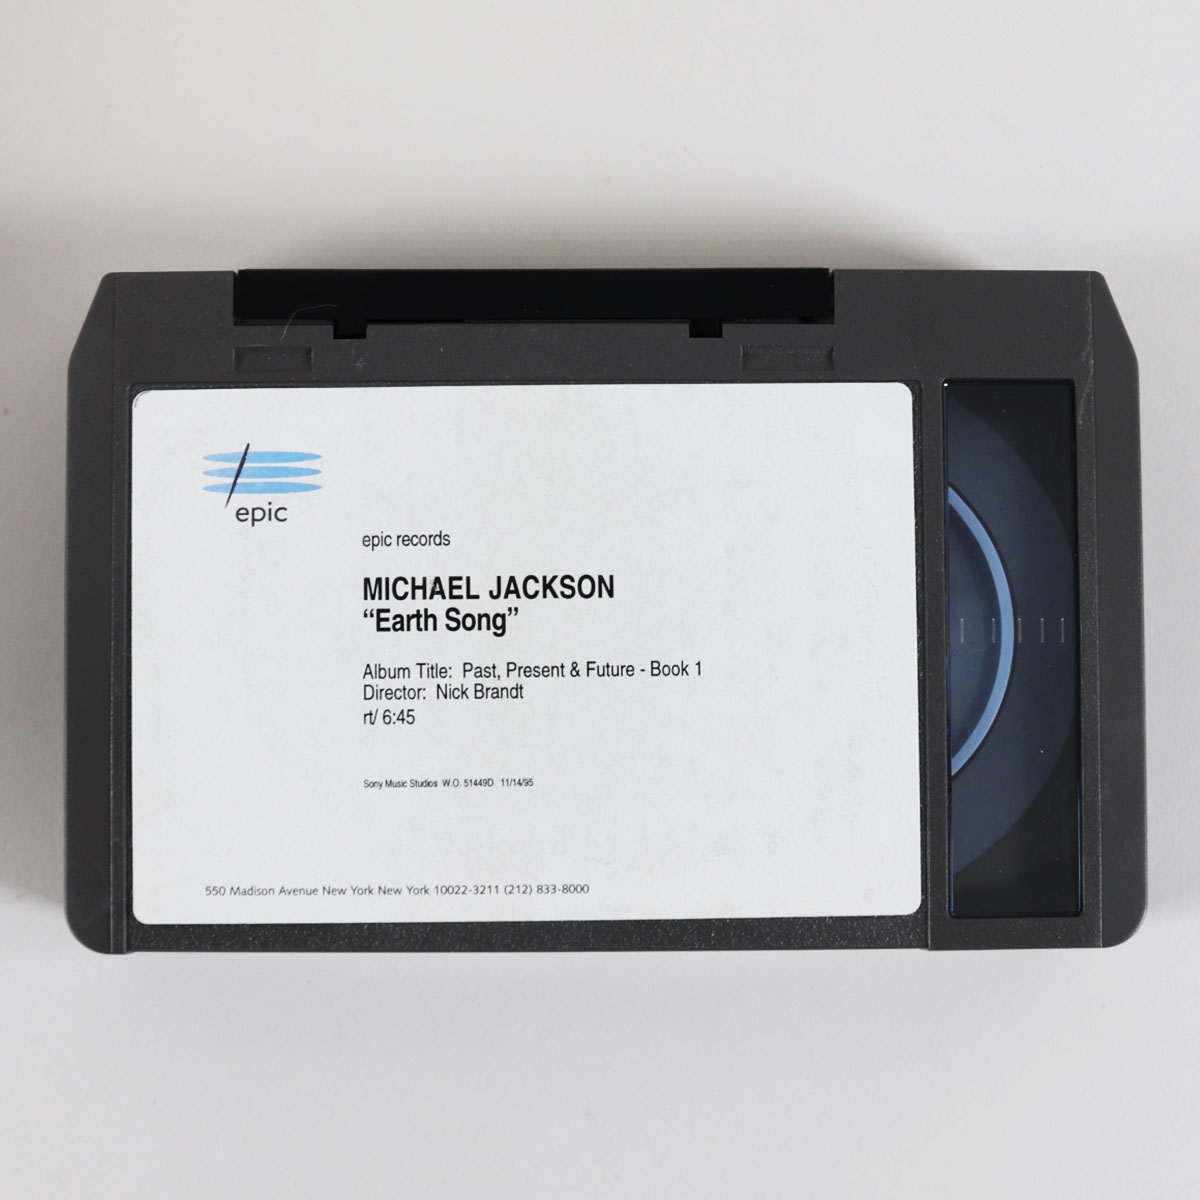 epic
epic records
MICHAEL JACKSON
“Earth Song”
Album Title: Past, Present & Future - Book 1
Director: Nick Brandt
rt/ 6:45
Sony Music Studios W.O. 51449D 11/14/95
550 Madison Avenue New York New York 10022-3211 (212) 833-8000